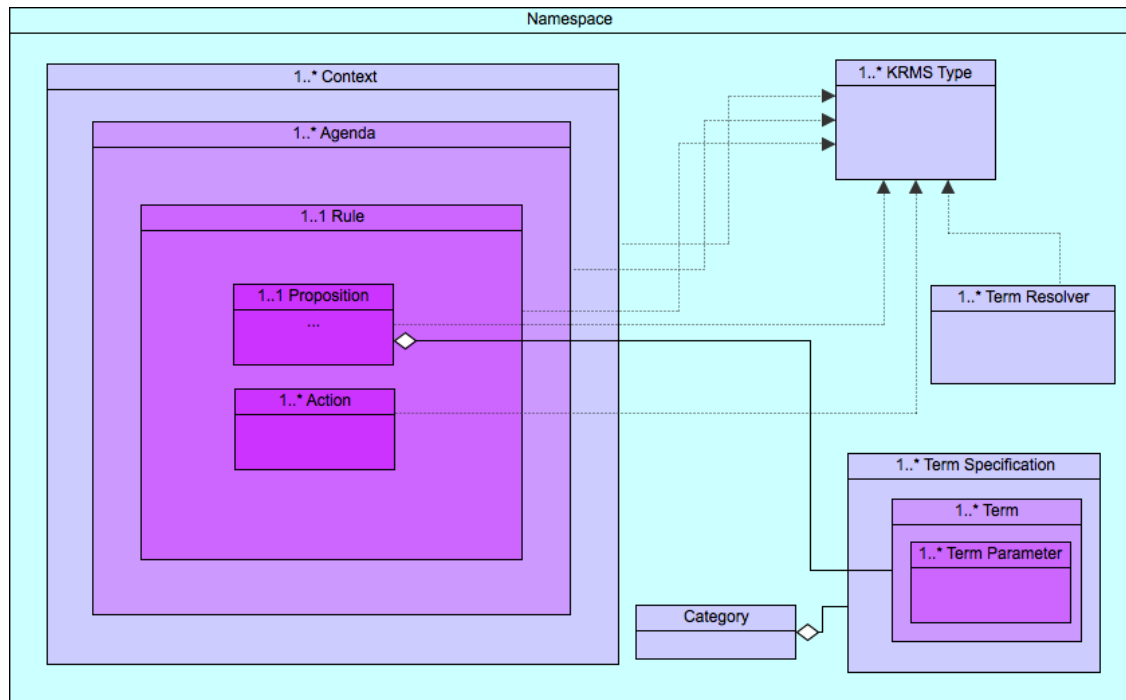 Namespace
1..* Context
1..* KRMS Type
1..* Agenda
1..1 Rule
1..1 Proposition
...
1..* Term Resolver
1..* Action
1..* Term Specification
1..* Term
1..* Term Parameter
Category